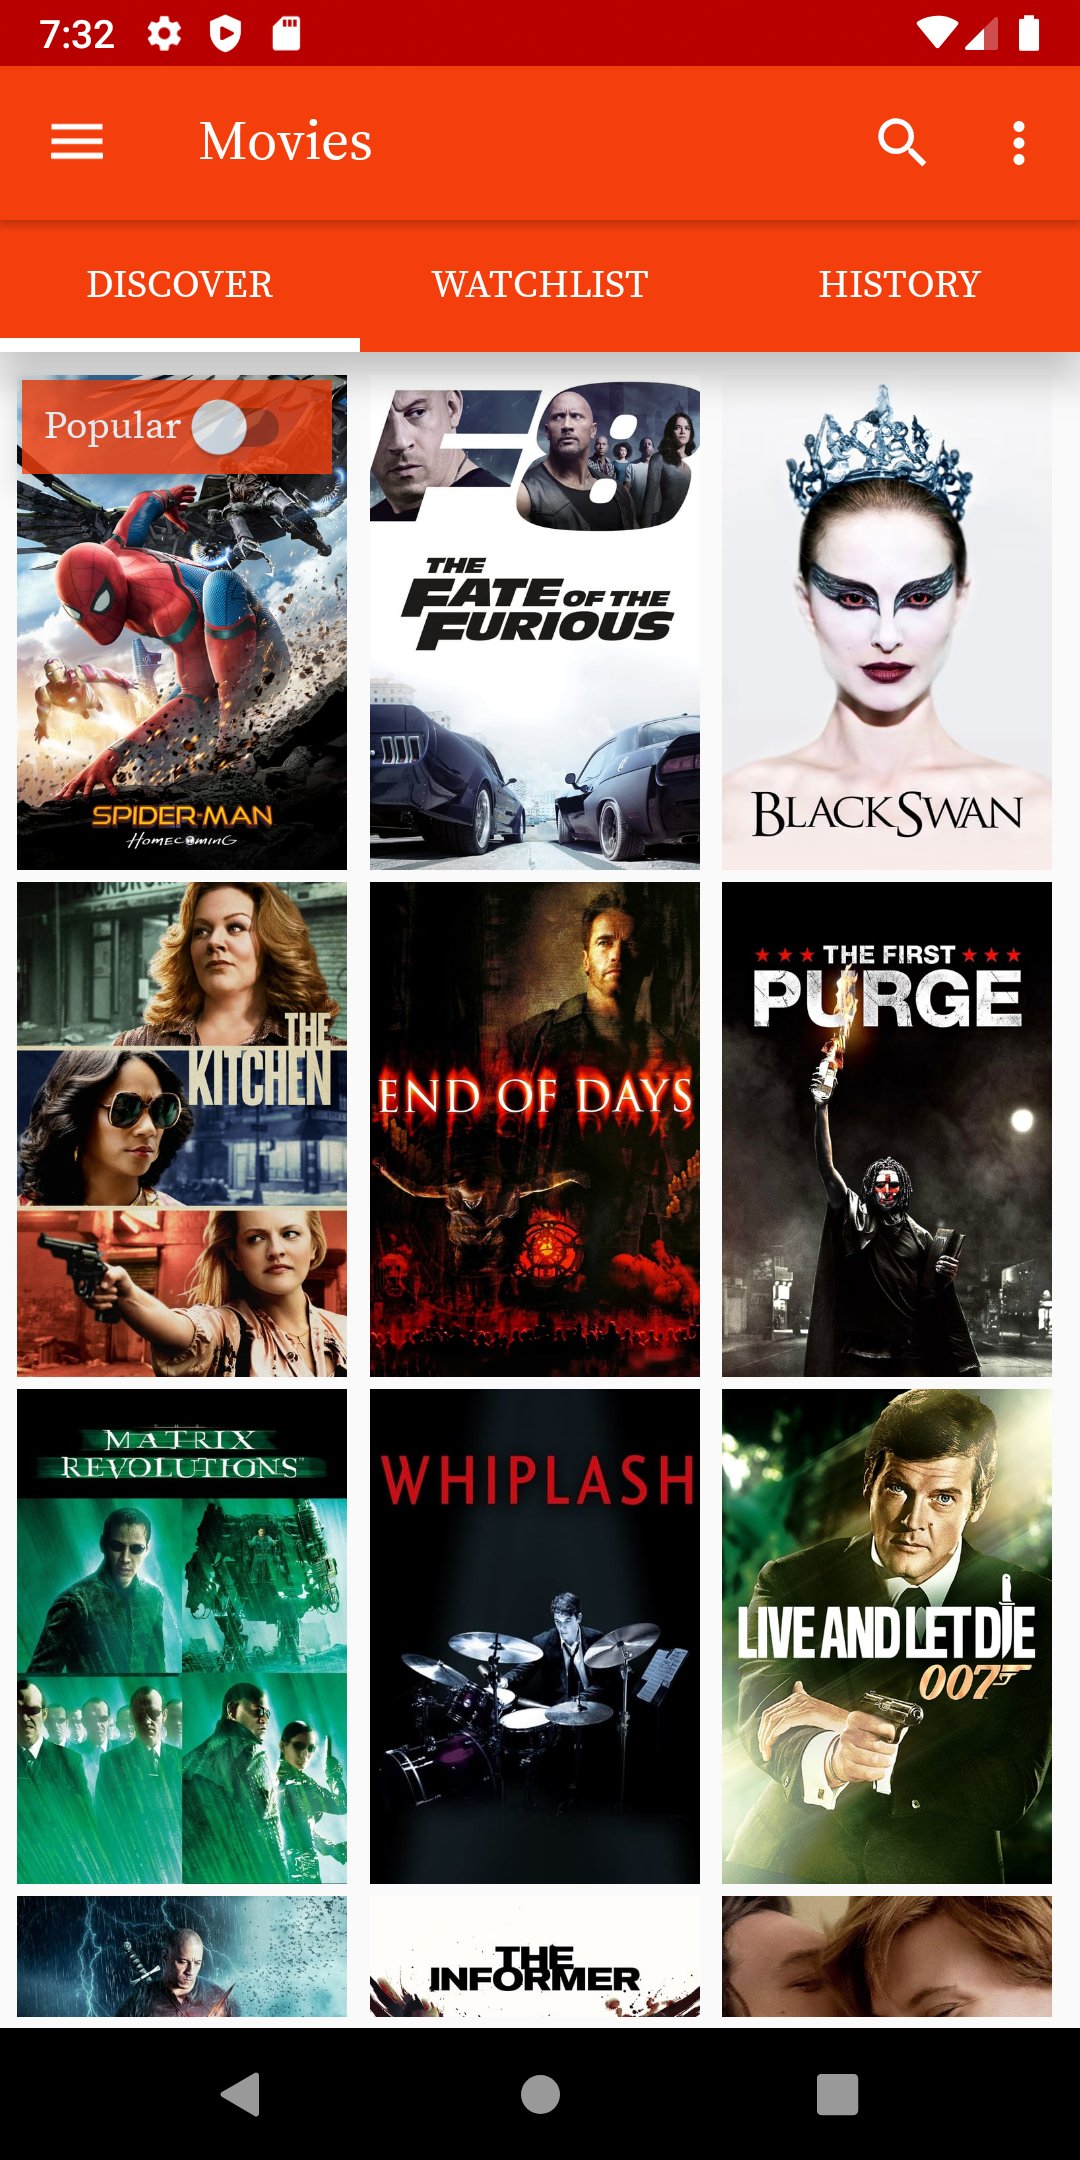 7:32
Movies
DISCOVER
WATCHLIST
HISTORY
Popular
SPIDER-MAN
HOMECOMING
F8
THE
FATE OF THE
FURIOUS
BLACK SWAN
THE
KITCHEN
END OF DAYS
THE FIRST
PURGE
THE
MATRIX
REVOLUTIONS
WHIPLASH
LIVE AND LET DIE
007
THE
INFORMER